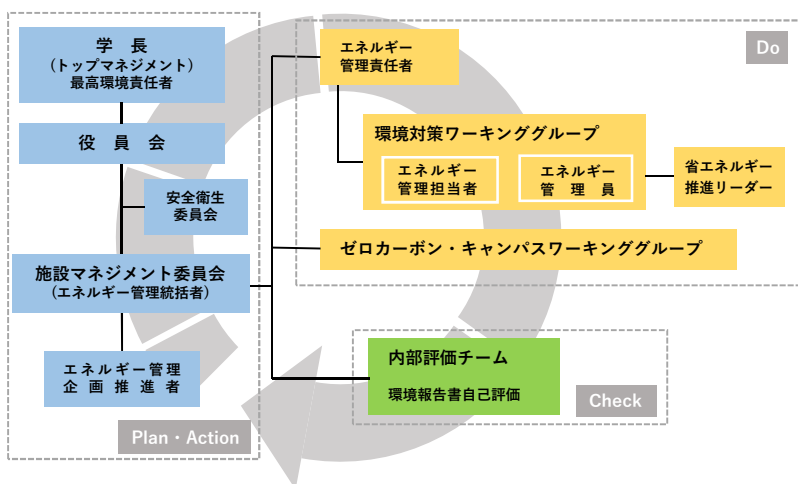 学　長
（トップマネジメント）
最高環境責任者
役　員　会
安全衛生
委員会
施設マネジメント委員会
（エネルギー管理統括者）
エネルギー管理
企画推進者
Plan・Action
エネルギー
管理責任者
Do
環境対策ワーキンググループ
エネルギー
管理担当者
エネルギー
管　理　員
省エネルギー
推進リーダー
ゼロカーボン・キャンパスワーキンググループ
内部評価チーム
環境報告書自己評価
Check